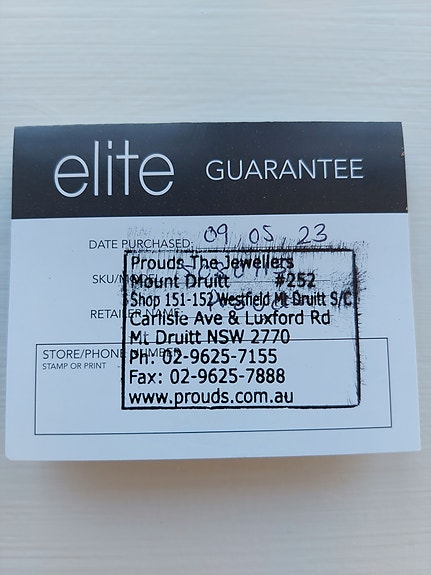 elite GUARANTEE
DATE PURCHASED: 09 05 23
Prouds The Jewellers
SKU/MODEL
Mount Druitt #252
Shop 151-152 Westfield Mt Druitt S/C
RETAILER NAME
Carlisle Ave & Luxford Rd
Mt Druitt NSW 2770
STORE/PHONE NUMBER
STAMP OR PRINT
Ph: 02-9625-7155
Fax: 02-9625-7888
www.prouds.com.au